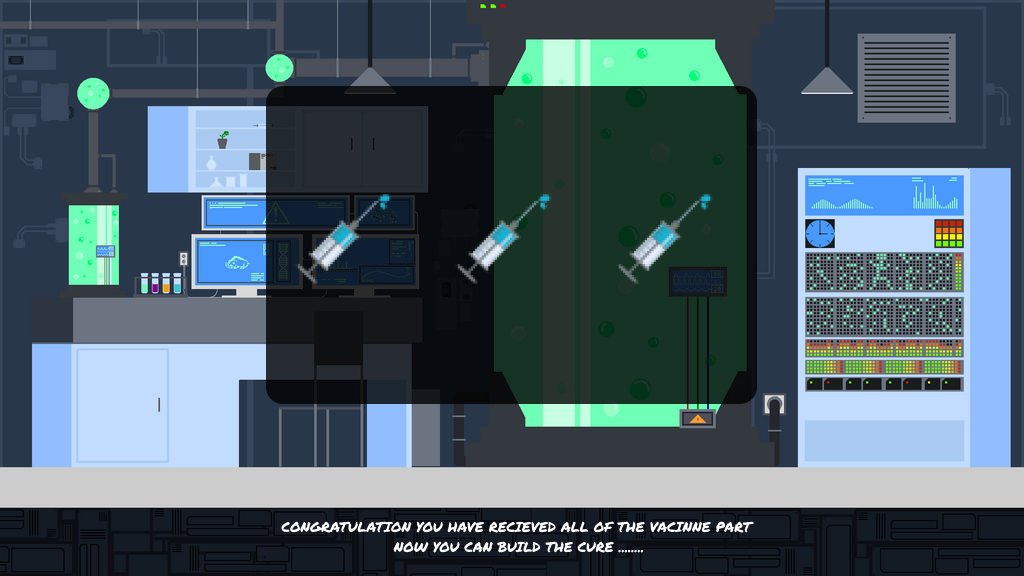 CONGRATULATION YOU HAVE RECIEVED ALL OF THE VACINNE PART
NOW YOU CAN BUILD THE CURE ........